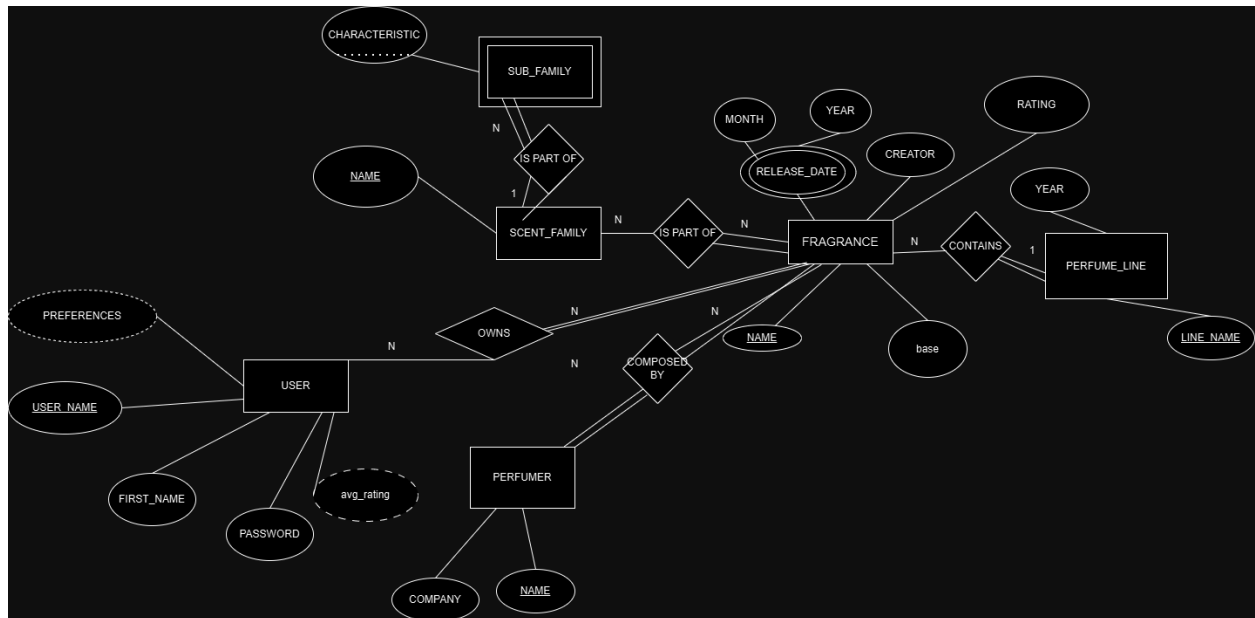 CHARACTERISTIC
SUB_FAMILY
N
IS PART OF
1
NAME
SCENT_FAMILY
N
IS PART OF
N
MONTH
YEAR
RELEASE_DATE
CREATOR
RATING
FRAGRANCE
N
CONTAINS
1
YEAR
PERFUME_LINE
LINE_NAME
NAME
base
PREFERENCES
N
OWNS
N
USER
USER_NAME
FIRST_NAME
PASSWORD
avg_rating
N
COMPOSED
BY
N
PERFUMER
COMPANY
NAME